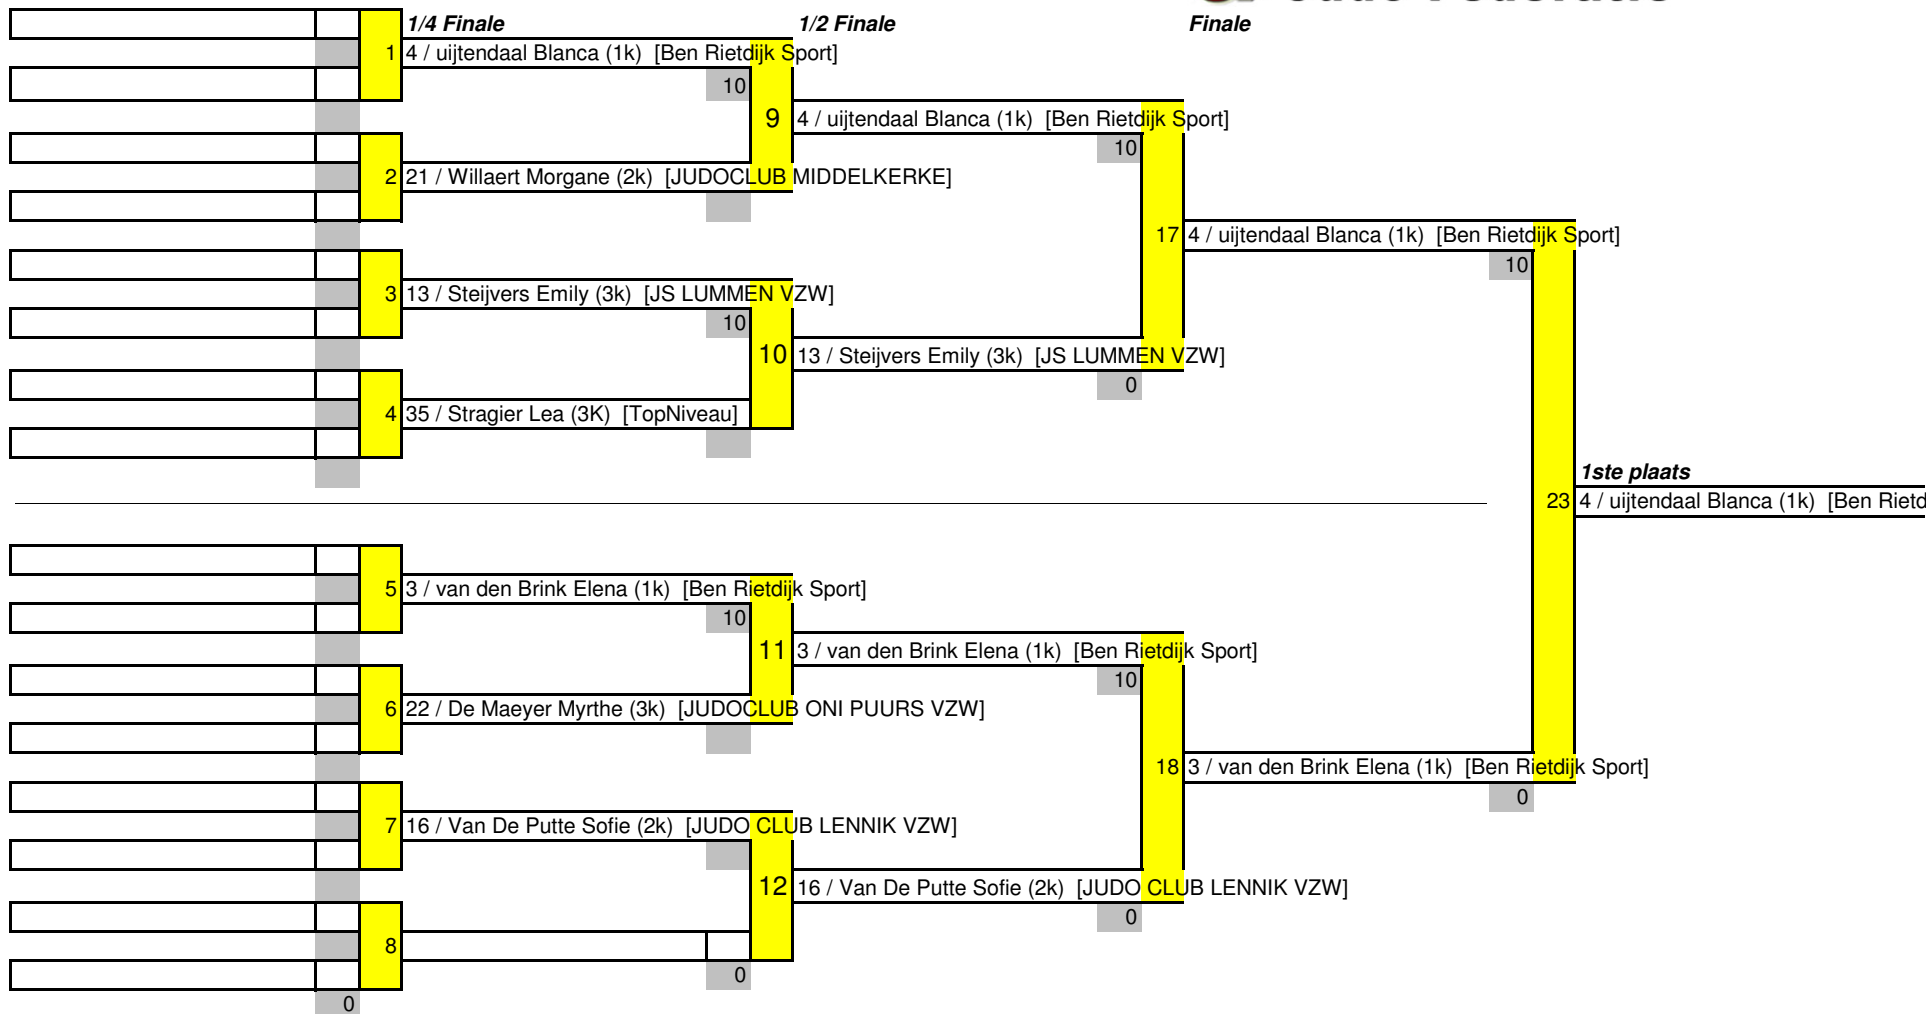 1/4 Finale 1/2 Finale Finale
1 4 / uijtendaal Blanca (1k) [Ben Rietdijk Sport]
10
9 4 / uijtendaal Blanca (1k) [Ben Rietdijk Sport]
10
2 21 / Willaert Morgane (2k) [JUDOCLUB MIDDELKERKE]
17 4 / uijtendaal Blanca (1k) [Ben Rietdijk Sport]
10
3 13 / Steijvers Emily (3k) [JS LUMMEN VZW]
10
10 13 / Steijvers Emily (3k) [JS LUMMEN VZW]
0
4 35 / Stragier Lea (3K) [TopNiveau]
1ste plaats
23 4 / uijtendaal Blanca (1k) [Ben Rietd
5 3 / van den Brink Elena (1k) [Ben Rietdijk Sport]
10
11 3 / van den Brink Elena (1k) [Ben Rietdijk Sport]
10
6 22 / De Maeyer Myrthe (3k) [JUDOCLUB ONI PUURS VZW]
18 3 / van den Brink Elena (1k) [Ben Rietdijk Sport]
0
7 16 / Van De Putte Sofie (2k) [JUDO CLUB LENNIK VZW]
12 16 / Van De Putte Sofie (2k) [JUDO CLUB LENNIK VZW]
0
8
0
0